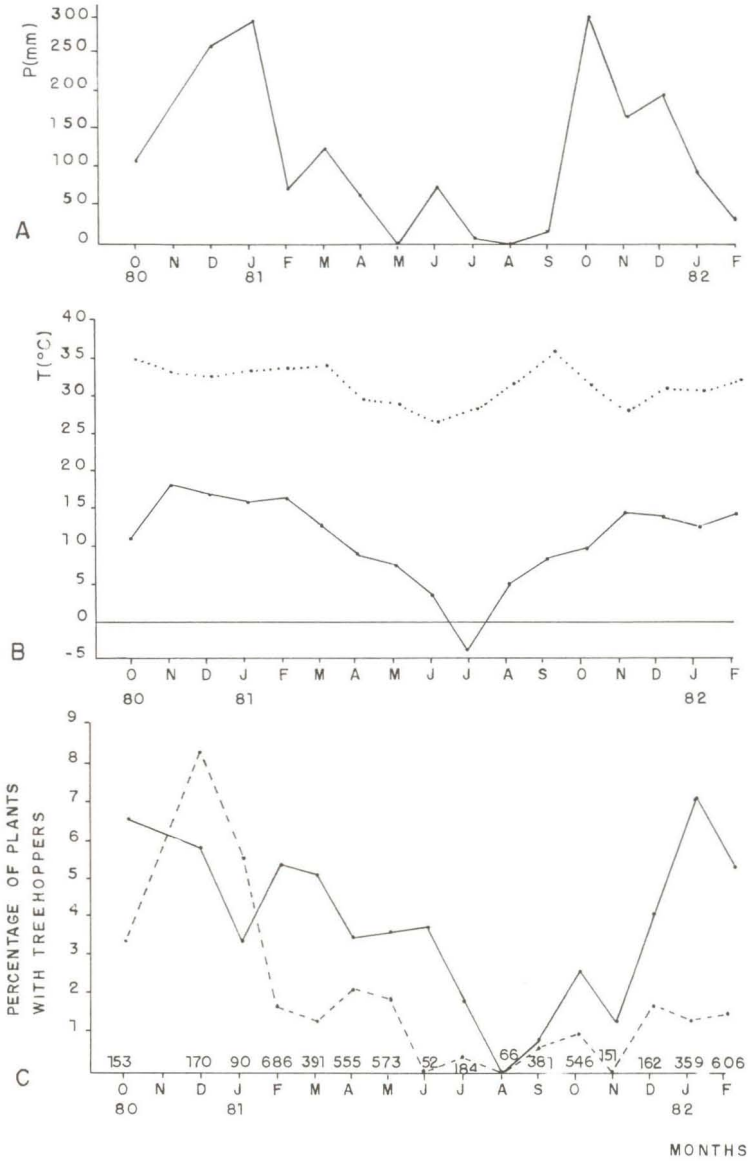 300
250
200
150
100
50
0
P(mm)
A
O N D J F M A M J J A S O N D J F
80 81 82
40
35
30
25
20
15
10
5
0
-5
T(°C)
B
O N D J F M A M J J A S O N D J F
80 81 82
9
8
7
6
5
4
3
2
1
PERCENTAGE OF PLANTS
WITH TREEHOPPERS
153 170 90 686 391 555 573 52 184 66 381 546 151 162 359 606
C
O N D J F M A M J J A S O N D J F
80 81 82
MONTHS